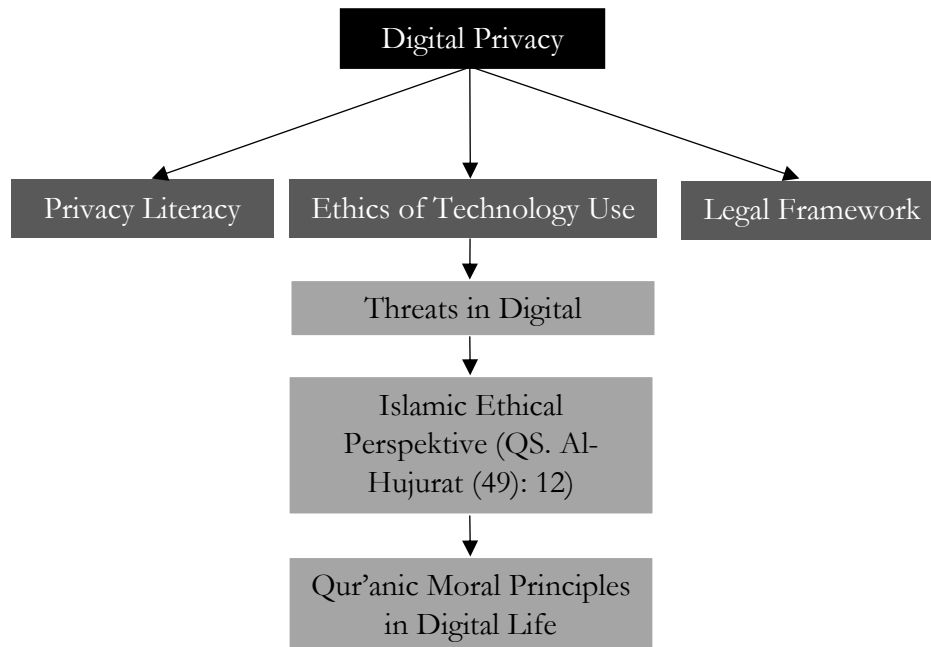 Digital Privacy
Privacy Literacy
Ethics of Technology Use
Legal Framework
Threats in Digital
Islamic Ethical
Perspektive (QS. Al-
Hujurat (49): 12)
Qur’anic Moral Principles
in Digital Life